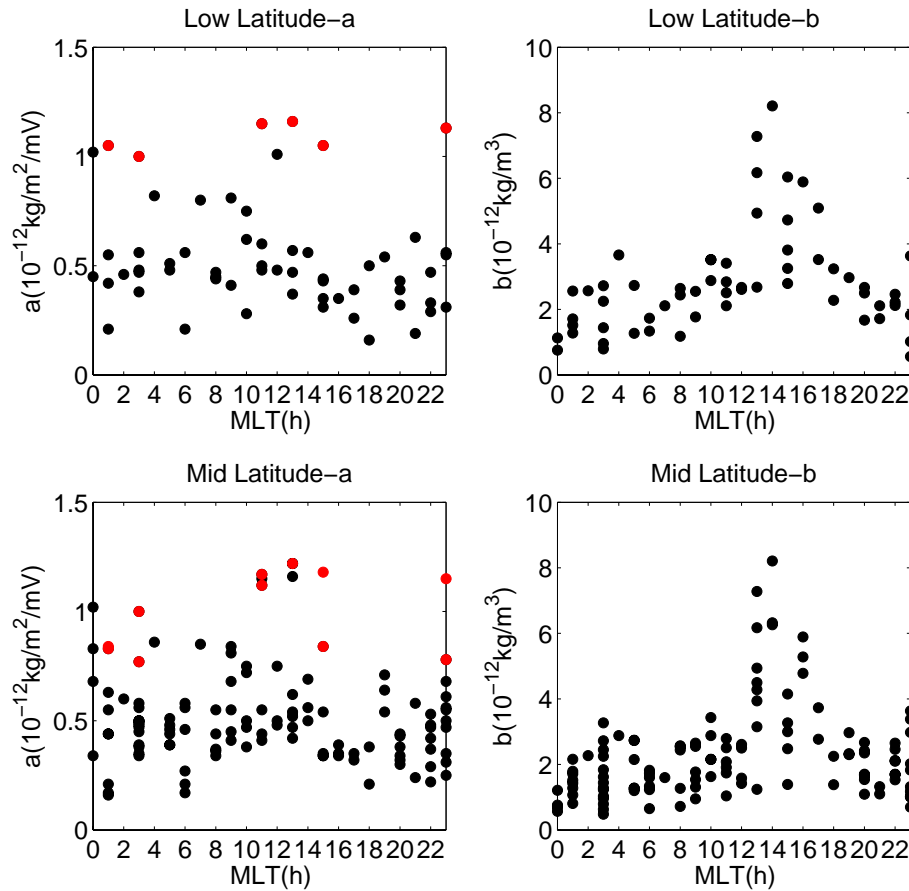 Low Latitude−a
1.5
1
0.5
0
a(10⁻¹²kg/m²/mV)
0 2 4 6 8 10 12 14 16 18 20 22
MLT(h)
Low Latitude−b
10
8
6
4
2
0
b(10⁻¹²kg/m³)
0 2 4 6 8 10 12 14 16 18 20 22
MLT(h)
Mid Latitude−a
1.5
1
0.5
0
a(10⁻¹²kg/m²/mV)
0 2 4 6 8 10 12 14 16 18 20 22
MLT(h)
Mid Latitude−b
10
8
6
4
2
0
b(10⁻¹²kg/m³)
0 2 4 6 8 10 12 14 16 18 20 22
MLT(h)